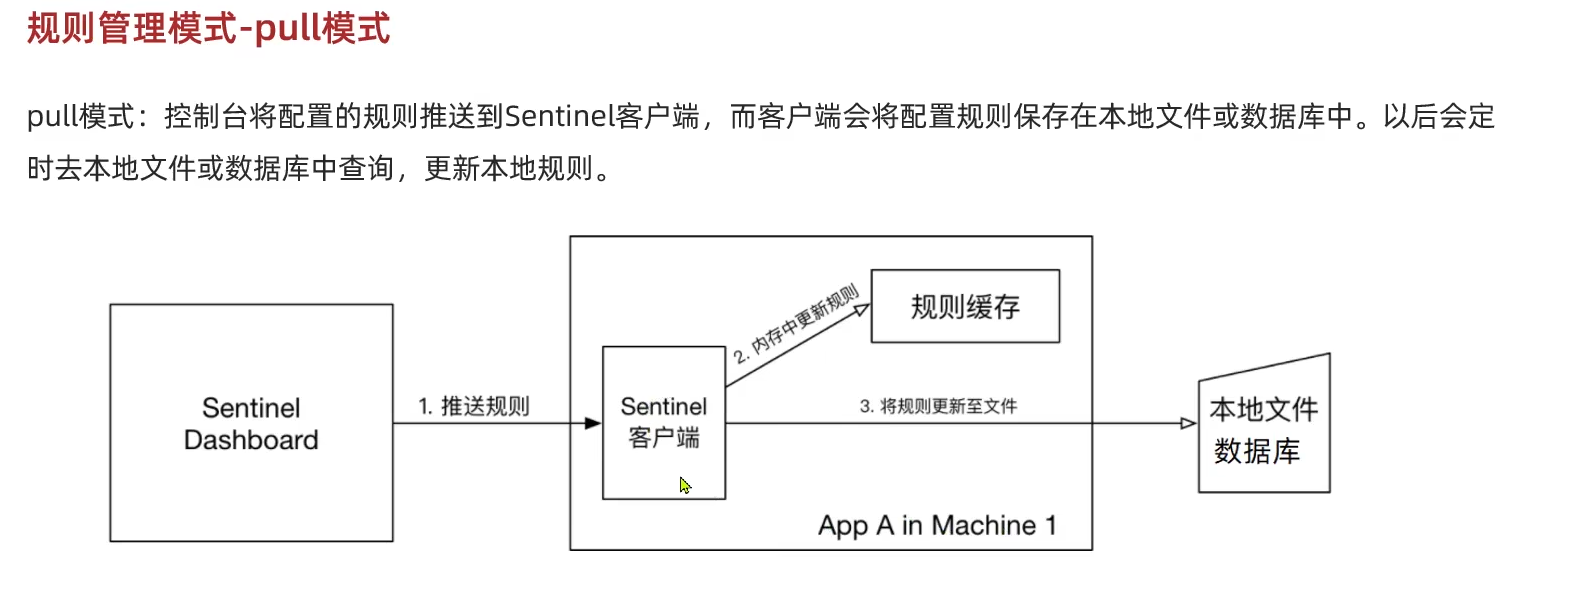 规则管理模式-pull模式
pull模式：控制台将配置的规则推送到Sentinel客户端，而客户端会将配置规则保存在本地文件或数据库中。以后会定
时去本地文件或数据库中查询，更新本地规则。
Sentinel
Dashboard
1. 推送规则
Sentinel
客户端
2. 内存中更新规则
规则缓存
3. 将规则更新至文件
本地文件
数据库
App A in Machine 1